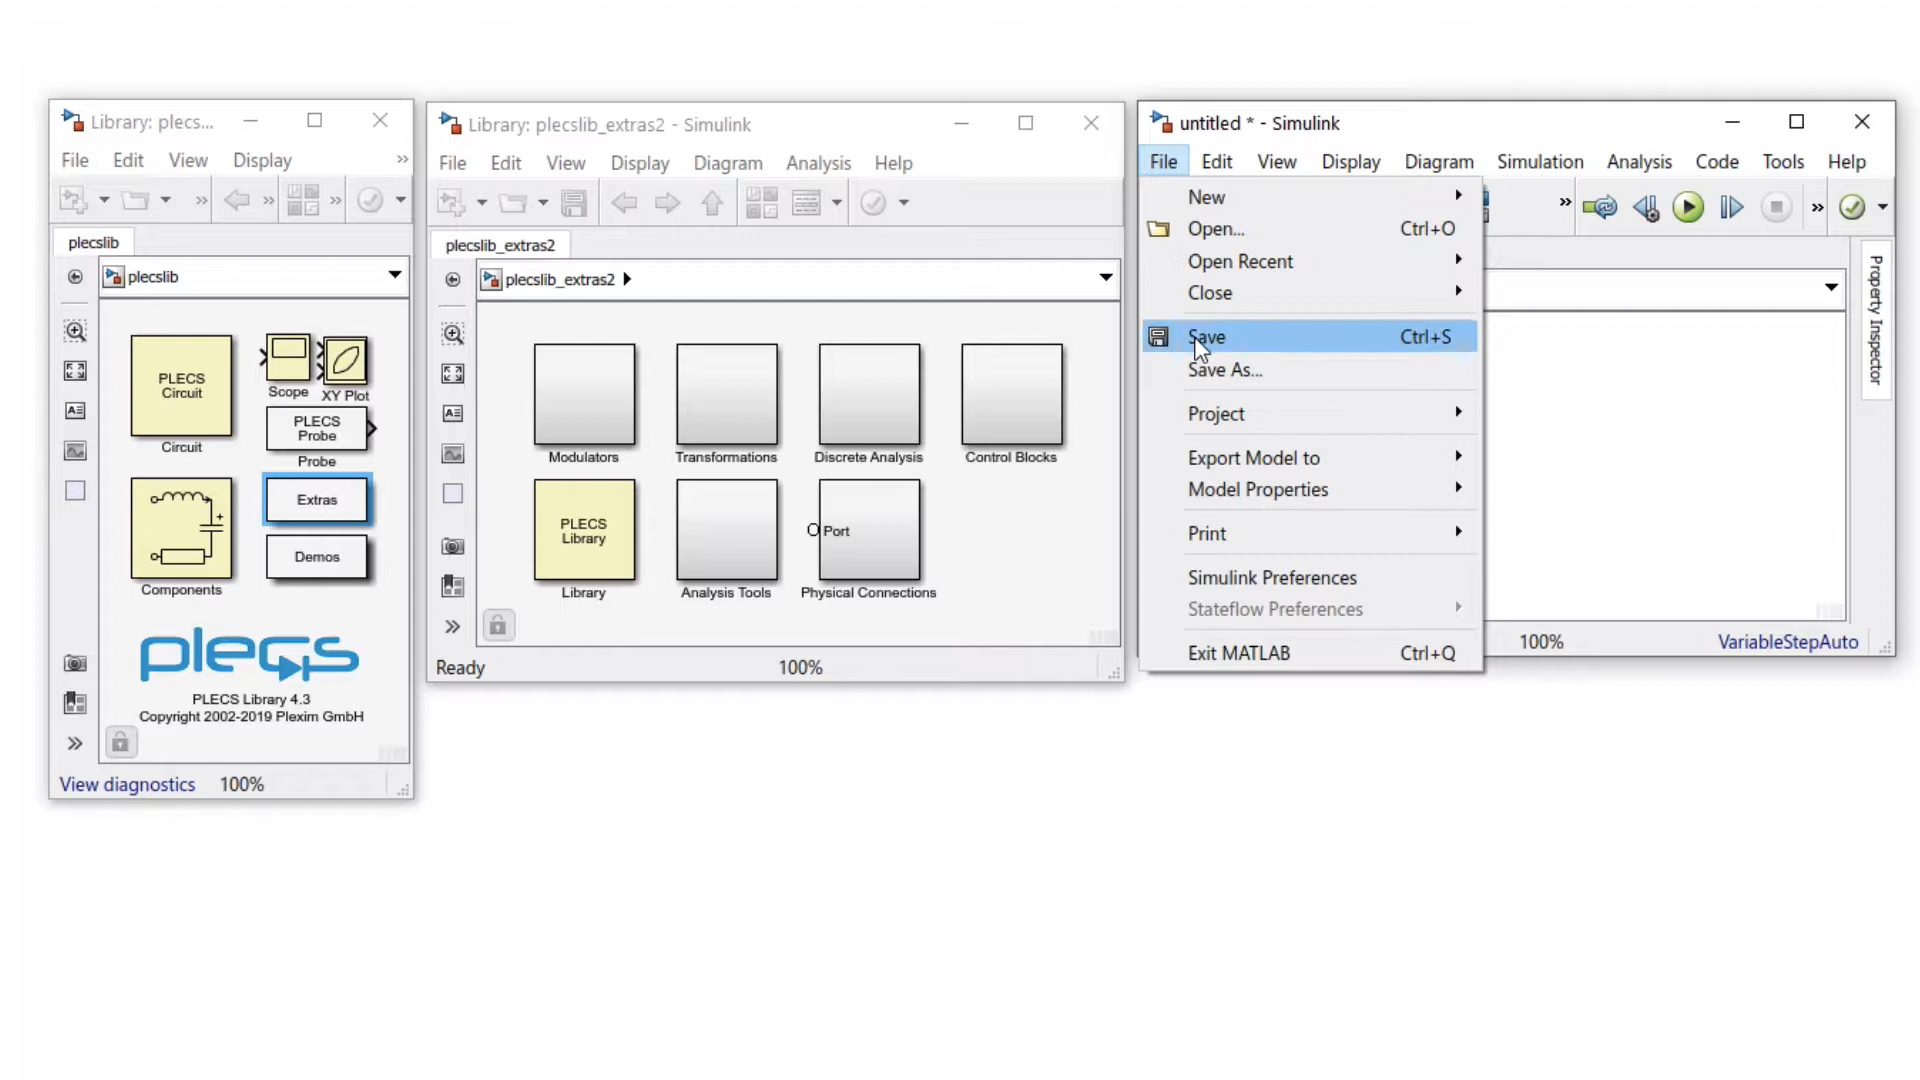 Library: plecs...
File Edit View Display »
plecslib
plecslib
PLECS
Circuit
Circuit
Scope
XY Plot
PLECS
Probe
Probe
Components
Extras
Demos
plecs
PLECS Library 4.3
Copyright 2002-2019 Plexim GmbH
View diagnostics 100%
Library: plecslib_extras2 - Simulink
File Edit View Display Diagram Analysis Help
plecslib_extras2
plecslib_extras2
Modulators
Transformations
Discrete Analysis
Control Blocks
PLECS
Library
Library
Analysis Tools
Port
Physical Connections
Ready 100%
untitled * - Simulink
File Edit View Display Diagram Simulation Analysis Code Tools Help
New
Open... Ctrl+O
Open Recent
Close
Save Ctrl+S
Save As...
Project
Export Model to
Model Properties
Print
Simulink Preferences
Stateflow Preferences
Exit MATLAB Ctrl+Q
Property Inspector
100% VariableStepAuto